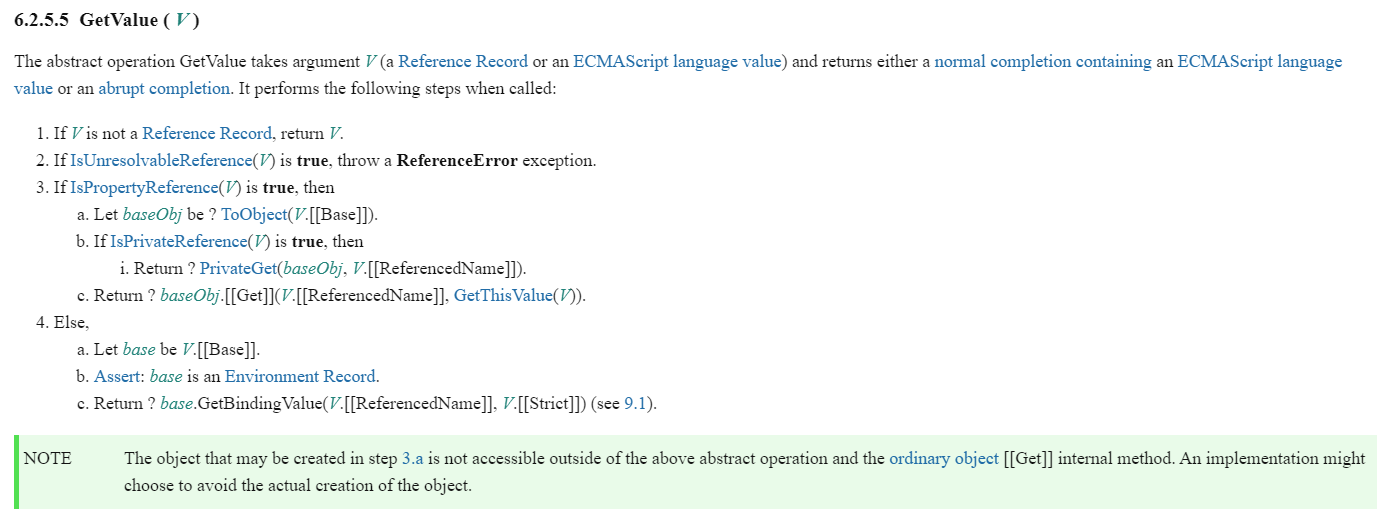 6.2.5.5 GetValue ( V )
The abstract operation GetValue takes argument V (a Reference Record or an ECMAScript language value) and returns either a normal completion containing an ECMAScript language
value or an abrupt completion. It performs the following steps when called:
1. If V is not a Reference Record, return V.
2. If IsUnresolvableReference(V) is true, throw a ReferenceError exception.
3. If IsPropertyReference(V) is true, then
a. Let baseObj be ? ToObject(V.[[Base]]).
b. If IsPrivateReference(V) is true, then
i. Return ? PrivateGet(baseObj, V.[[ReferencedName]]).
c. Return ? baseObj.[[Get]](V.[[ReferencedName]], GetThisValue(V)).
4. Else,
a. Let base be V.[[Base]].
b. Assert: base is an Environment Record.
c. Return ? base.GetBindingValue(V.[[ReferencedName]], V.[[Strict]]) (see 9.1).
NOTE The object that may be created in step 3.a is not accessible outside of the above abstract operation and the ordinary object [[Get]] internal method. An implementation might
choose to avoid the actual creation of the object.